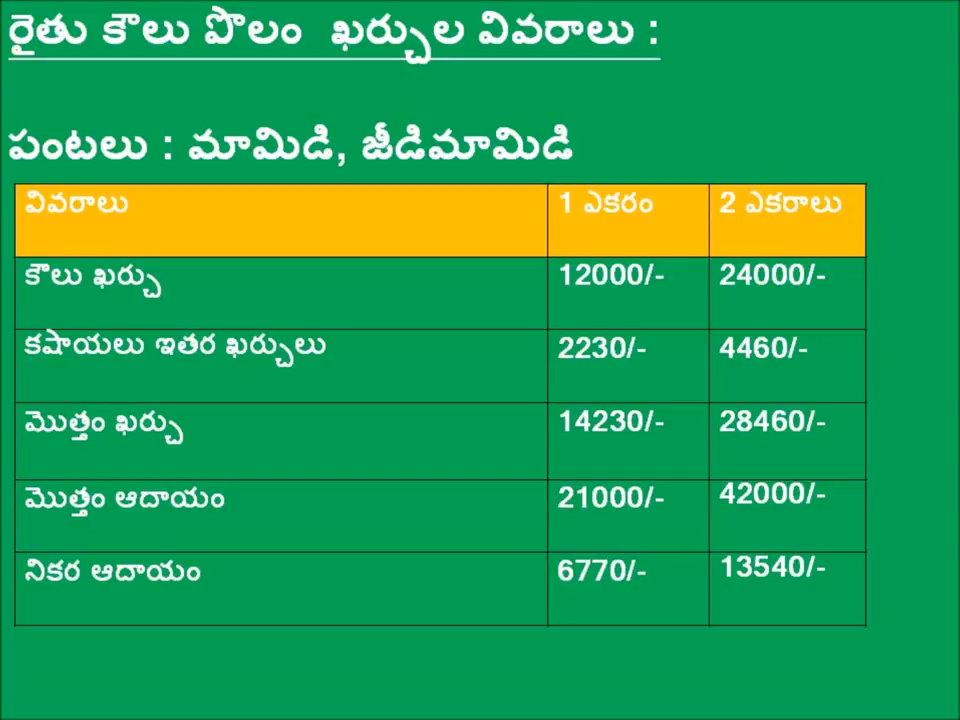 రైతు కౌలు పొలం ఖర్చుల వివరాలు :
పంటలు : మామిడి, జీడిమామిడి
వివరాలు 1 ఎకరం 2 ఎకరాలు
కౌలు ఖర్చు 12000/- 24000/-
కషాయలు ఇతర ఖర్చులు 2230/- 4460/-
మొత్తం ఖర్చు 14230/- 28460/-
మొత్తం ఆదాయం 21000/- 42000/-
నికర ఆదాయం 6770/- 13540/-